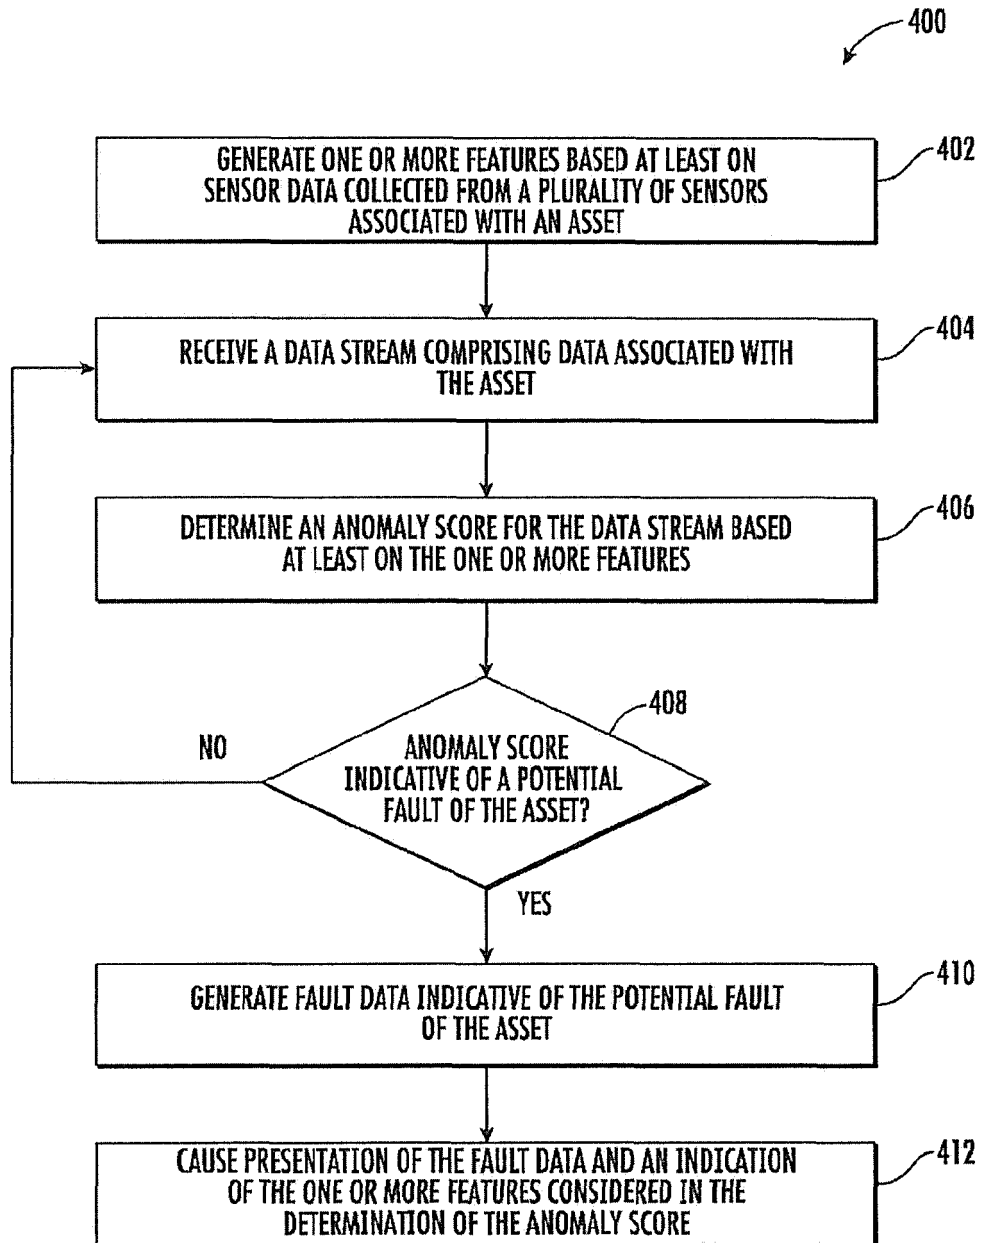 400
402
GENERATE ONE OR MORE FEATURES BASED AT LEAST ON
SENSOR DATA COLLECTED FROM A PLURALITY OF SENSORS
ASSOCIATED WITH AN ASSET
404
RECEIVE A DATA STREAM COMPRISING DATA ASSOCIATED WITH
THE ASSET
406
DETERMINE AN ANOMALY SCORE FOR THE DATA STREAM BASED
AT LEAST ON THE ONE OR MORE FEATURES
408
NO
ANOMALY SCORE
INDICATIVE OF A POTENTIAL
FAULT OF THE ASSET?
YES
410
GENERATE FAULT DATA INDICATIVE OF THE POTENTIAL FAULT
OF THE ASSET
412
CAUSE PRESENTATION OF THE FAULT DATA AND AN INDICATION
OF THE ONE OR MORE FEATURES CONSIDERED IN THE
DETERMINATION OF THE ANOMALY SCORE